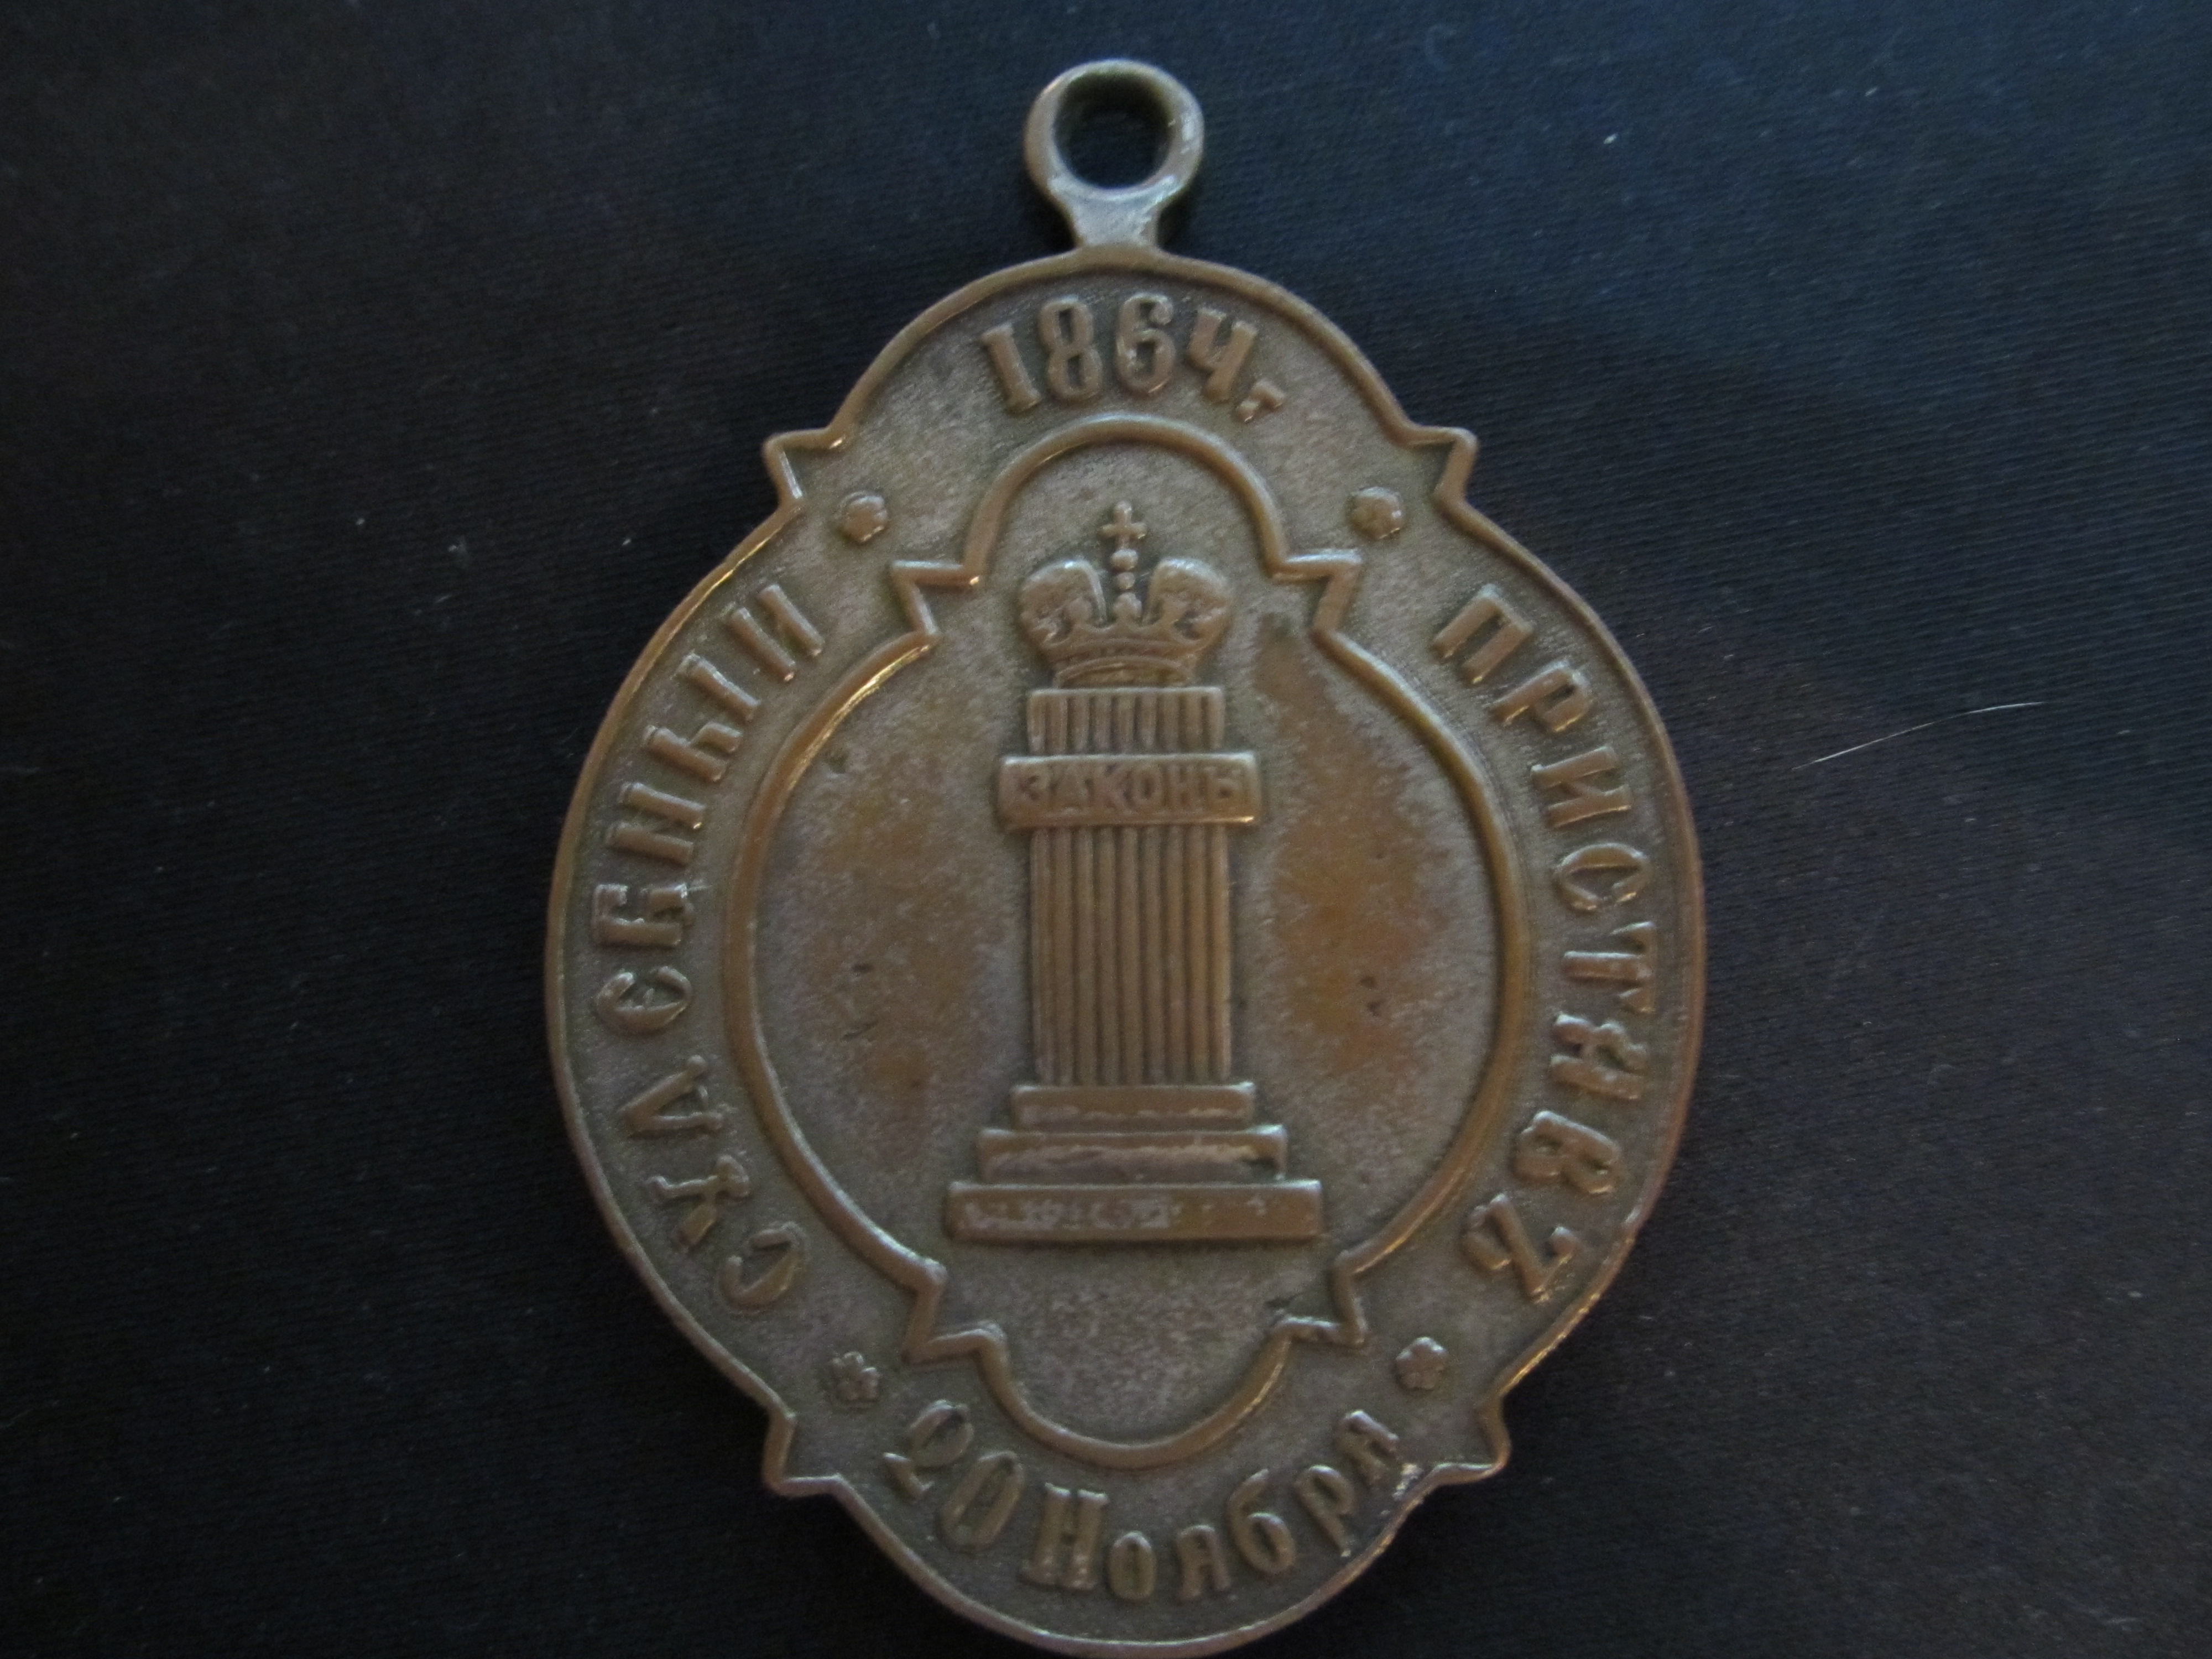 1864 г
СУДЕБНЫЙ ПРИСТАВЪ
ЗАКОНЪ
20 Ноября